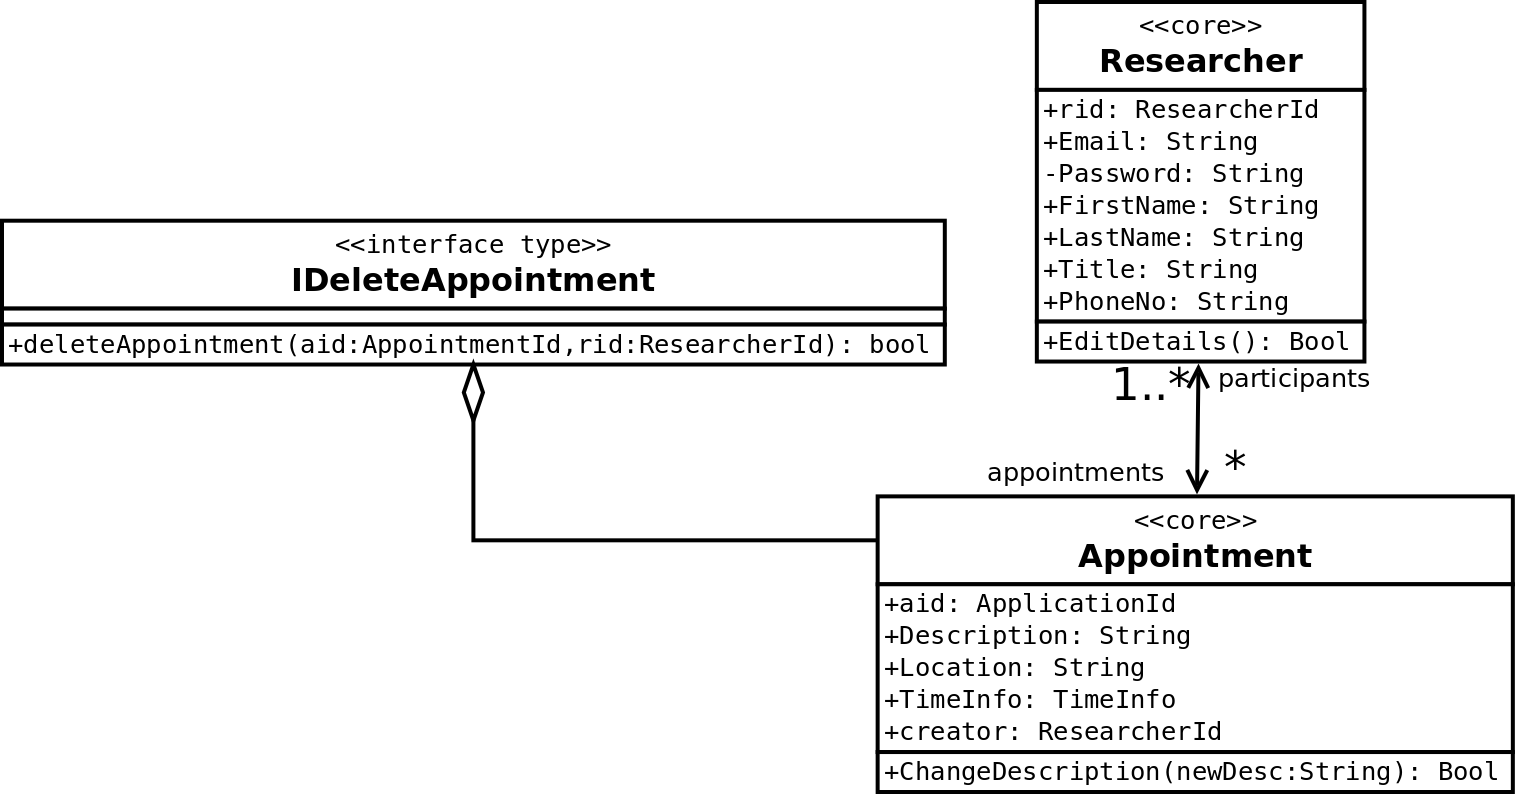 <<core>>
Researcher
+rid: ResearcherId
+Email: String
-Password: String
+FirstName: String
+LastName: String
+Title: String
+PhoneNo: String
+EditDetails(): Bool
<<interface type>>
IDeleteAppointment
+deleteAppointment(aid:AppointmentId,rid:ResearcherId): bool
1..*
participants
appointments
*
<<core>>
Appointment
+aid: ApplicationId
+Description: String
+Location: String
+TimeInfo: TimeInfo
+creator: ResearcherId
+ChangeDescription(newDesc:String): Bool